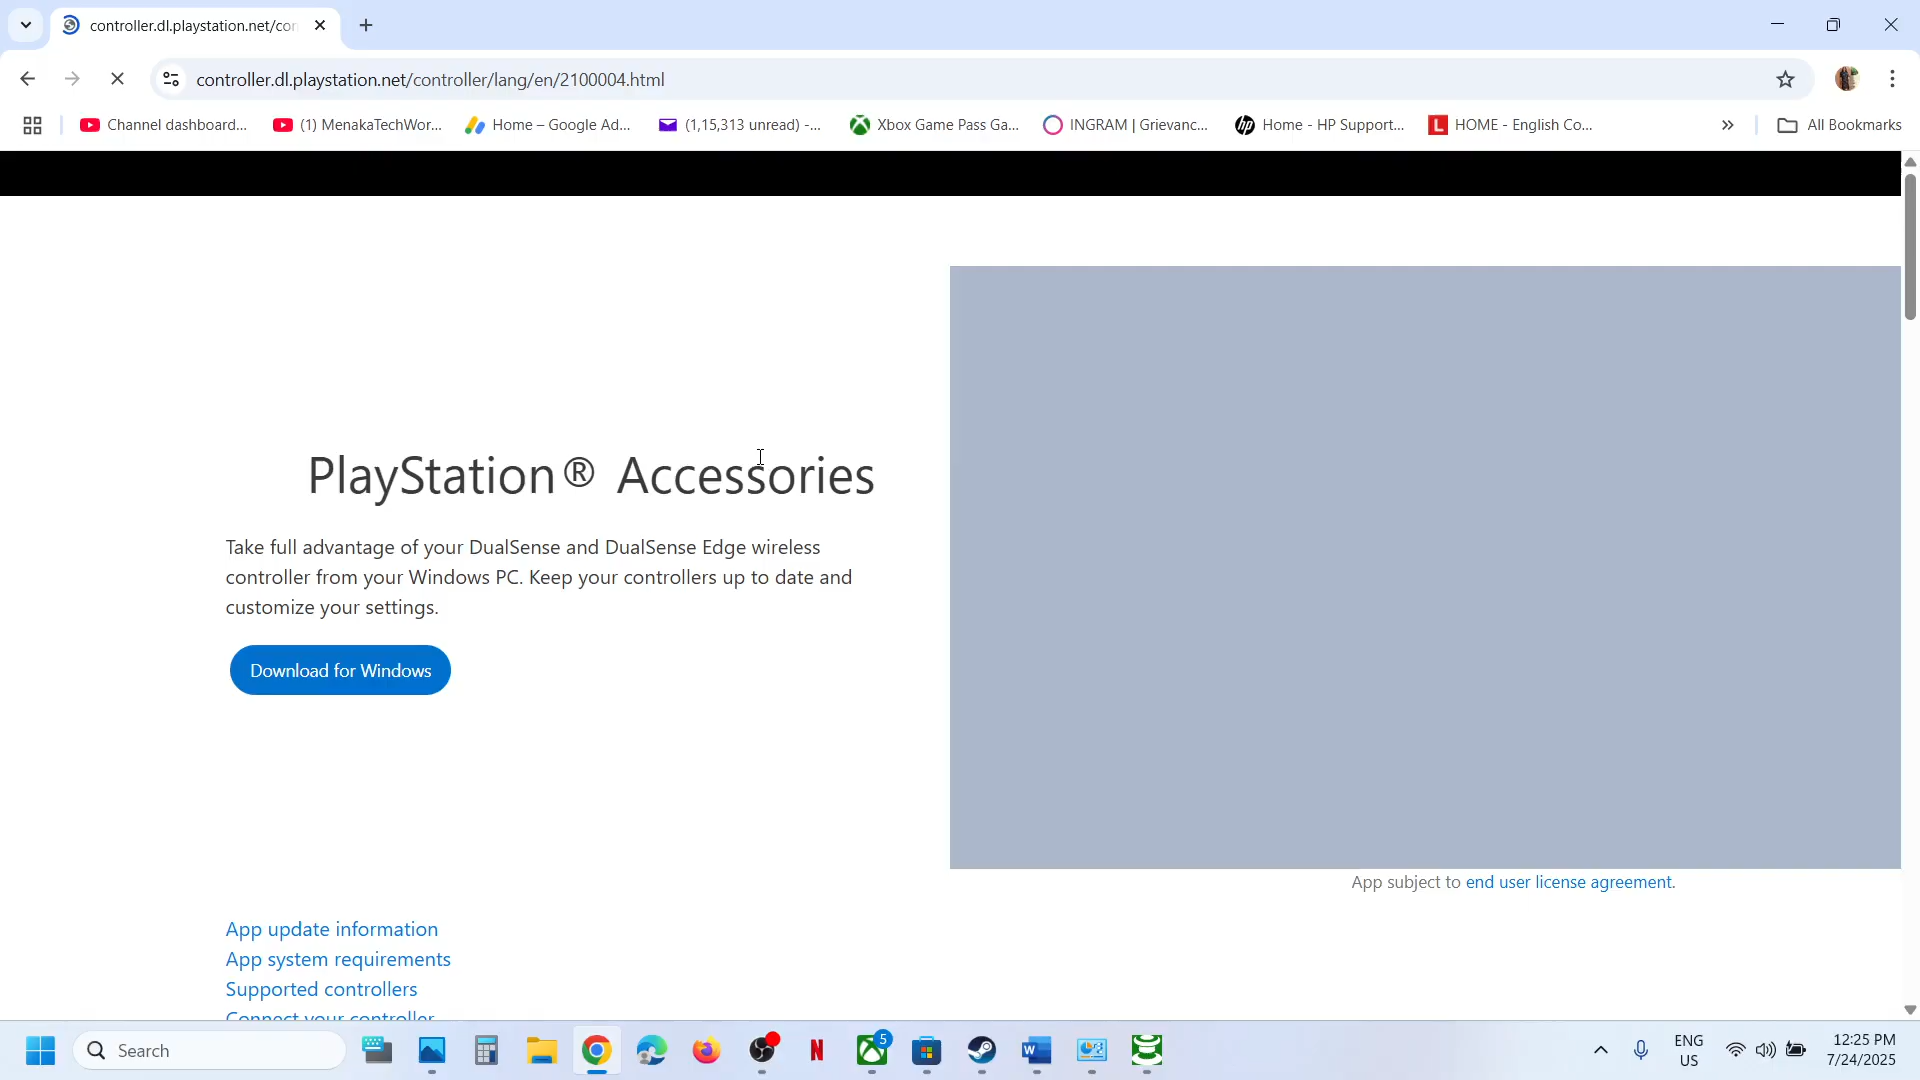 controller.dl.playstation.net/co
controller.dl.playstation.net/controller/lang/en/2100004.html
Channel dashboard...
(1) MenakaTechWor...
Home – Google Ad...
(1,15,313 unread) -...
Xbox Game Pass Ga...
INGRAM | Grievanc...
Home - HP Support...
HOME - English Co...
All Bookmarks
PlayStation® Accessories
Take full advantage of your DualSense and DualSense Edge wireless
controller from your Windows PC. Keep your controllers up to date and
customize your settings.
Download for Windows
App subject to end user license agreement.
App update information
App system requirements
Supported controllers
Connect your controller
Search
5
ENG
US
12:25 PM
7/24/2025